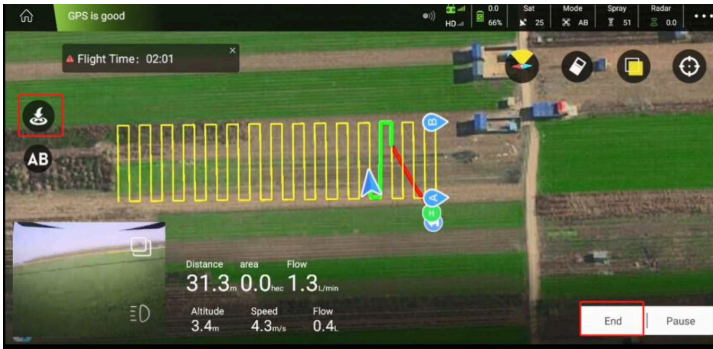 GPS is good
HD
66%
0.0
Sat
25
Mode
AB
Spray
51
Radar
0.0
Flight Time: 02:01
×
AB
B
A
H
Distance area Flow
31.3m 0.0hec 1.3L/min
Altitude Speed Flow
3.4m 4.3m/s 0.4L
End Pause